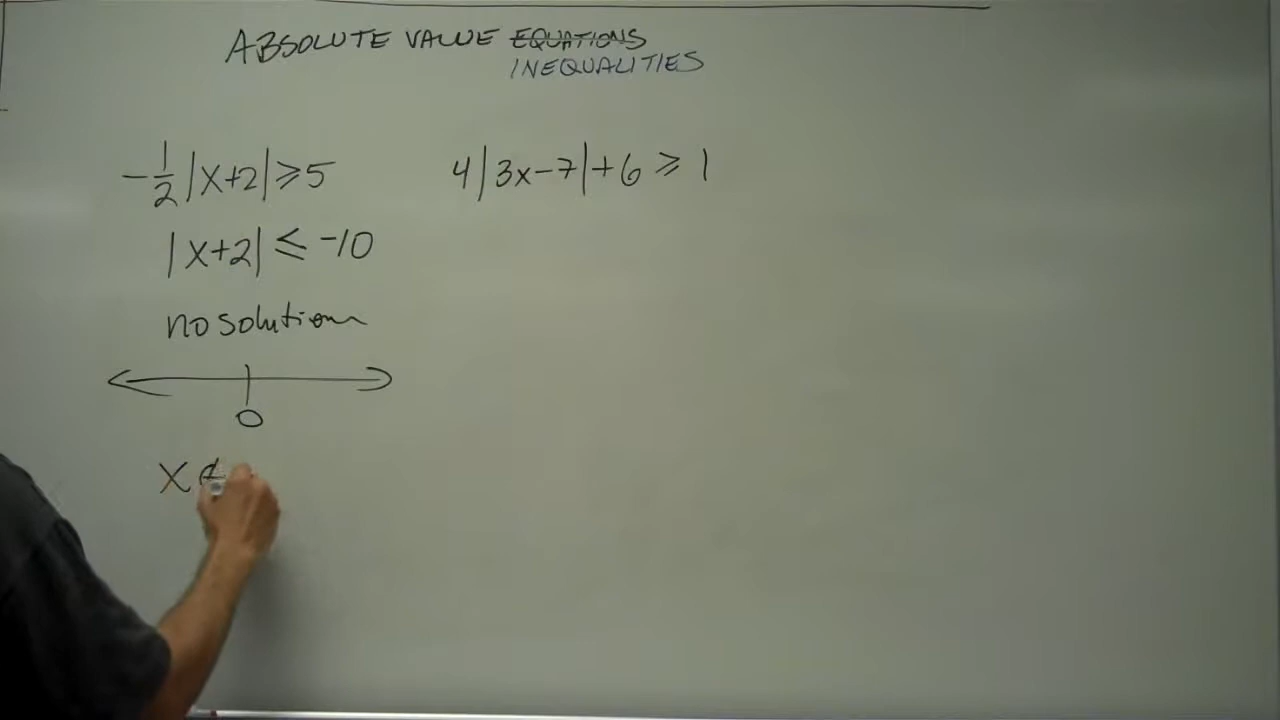 ABSOLUTE VALUE EQUATIONS
INEQUALITIES
-1/2 |x+2| ≥ 5
|x+2| ≤ -10
no solution
0
x
4|3x-7|+6 ≥ 1